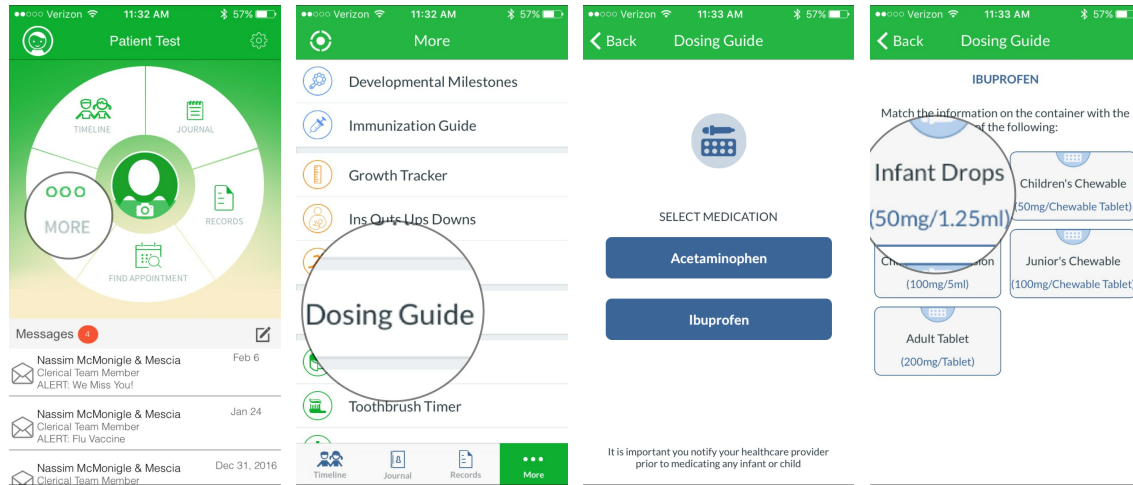 Verizon 11:32 AM 57%
Patient Test
TIMELINE
JOURNAL
MORE
RECORDS
FIND APPOINTMENT
Messages 4
Nassim McMonigle & Mescia Feb 6
Clerical Team Member
ALERT: We Miss You!
Nassim McMonigle & Mescia Jan 24
Clerical Team Member
ALERT: Flu Vaccine
Nassim McMonigle & Mescia Dec 31, 2016
Clerical Team Member
Verizon 11:32 AM 57%
More
Developmental Milestones
Immunization Guide
Growth Tracker
Ins Outs Ups Downs
Dosing Guide
Toothbrush Timer
Timeline Journal Records More
Verizon 11:33 AM 57%
Back Dosing Guide
SELECT MEDICATION
Acetaminophen
Ibuprofen
It is important you notify your healthcare provider
prior to medicating any infant or child
Verizon 11:33 AM 57%
Back Dosing Guide
IBUPROFEN
Match the information on the container with the
of the following:
Infant Drops
(50mg/1.25ml)
Children's Chewable
(50mg/Chewable Tablet)
(100mg/5ml)
Junior's Chewable
(100mg/Chewable Tablet)
Adult Tablet
(200mg/Tablet)